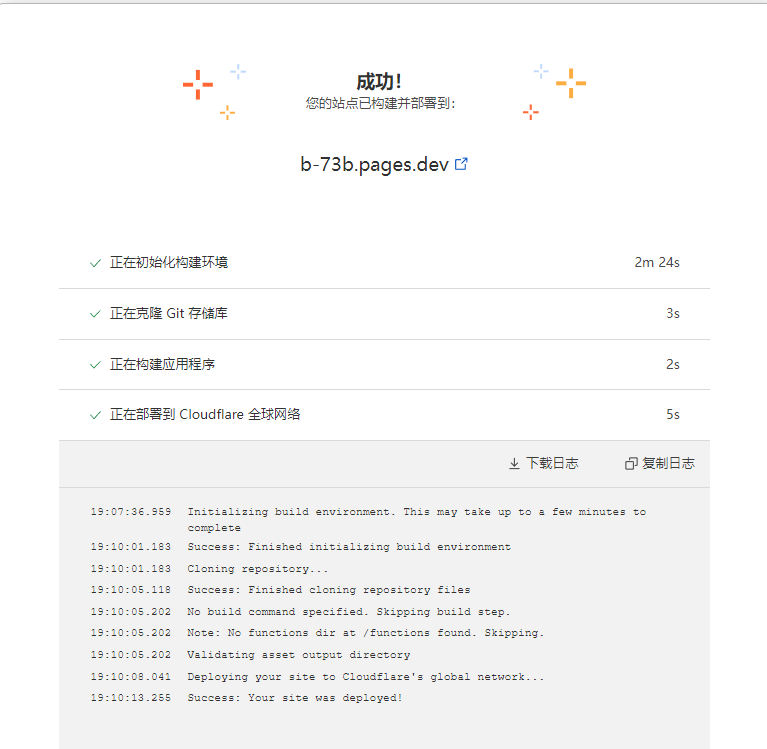 成功!
您的站点已构建并部署到:
b-73b.pages.dev
正在初始化构建环境 2m 24s
正在克隆 Git 存储库 3s
正在构建应用程序 2s
正在部署到 Cloudflare 全球网络 5s
下载日志 复制日志
19:07:36.959 Initializing build environment. This may take up to a few minutes to
complete
19:10:01.183 Success: Finished initializing build environment
19:10:01.183 Cloning repository...
19:10:05.118 Success: Finished cloning repository files
19:10:05.202 No build command specified. Skipping build step.
19:10:05.202 Note: No functions dir at /functions found. Skipping.
19:10:05.202 Validating asset output directory
19:10:08.041 Deploying your site to Cloudflare's global network...
19:10:13.255 Success: Your site was deployed!